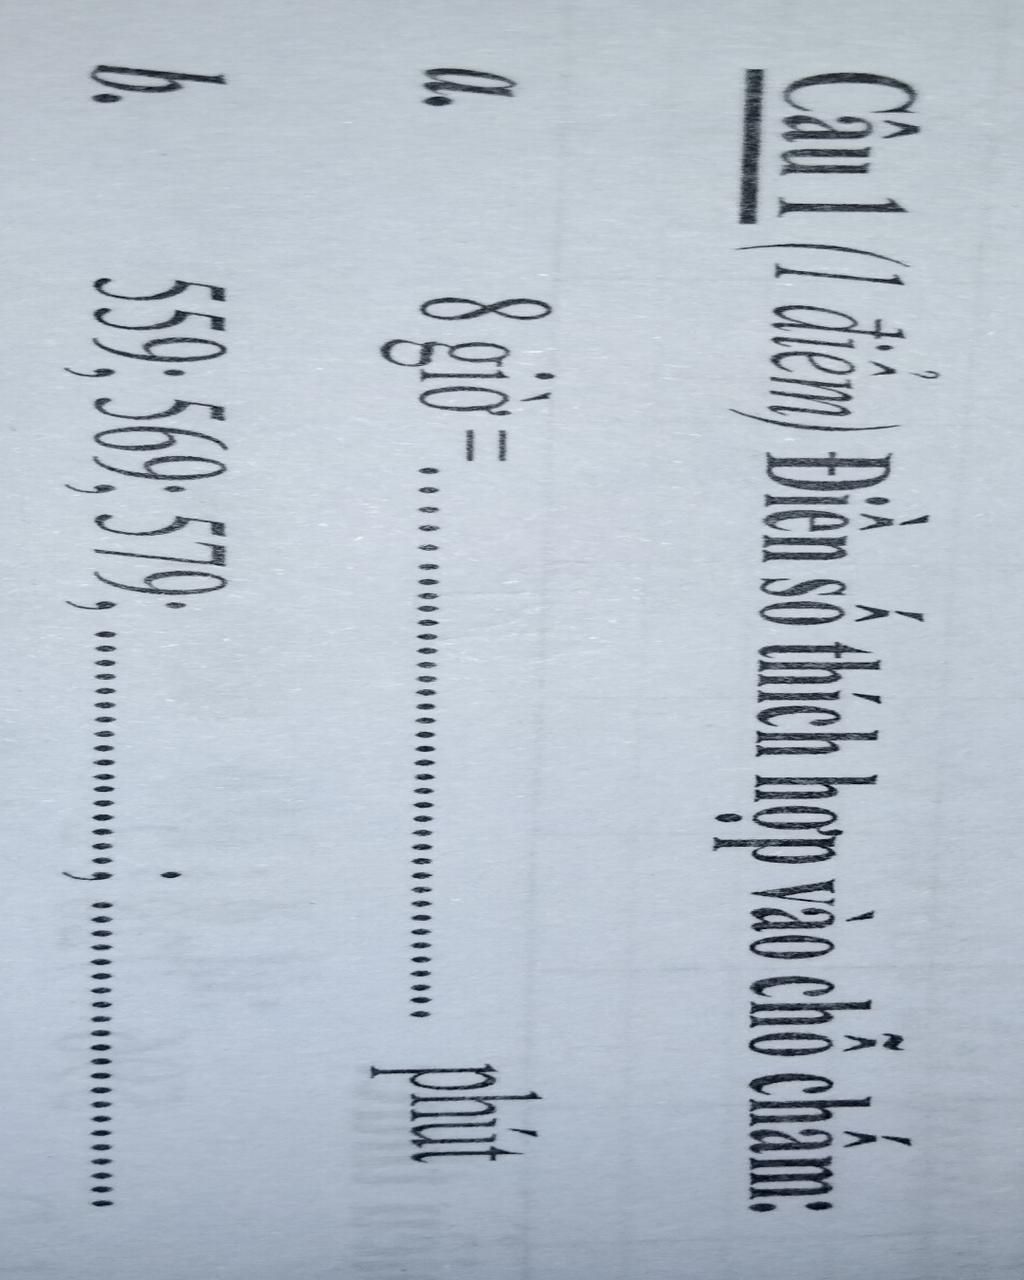 Câu 1 (1 điểm) Điền số thích hợp vào chỗ chấm:
a. 8 giờ = ........................................ phút
b. 559; 569; 579; ..................; ......................